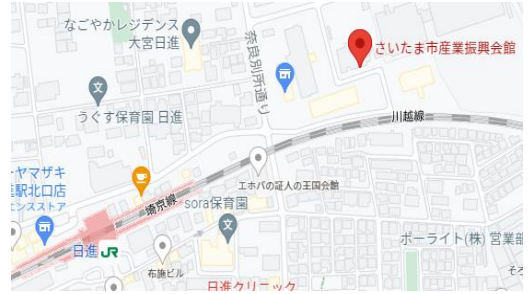 なごやかレジデンス
大宮日進
奈良別所通り
さいたま市産業振興会館
うぐす保育園 日進
川越線
ーヤマザキ
駅北口店
エンスストア
埼京線
エホバの証人の王国会館
sora保育園
日進 JR
布施ビル
ポーライト(株) 営業部
日進クリニック
そろ